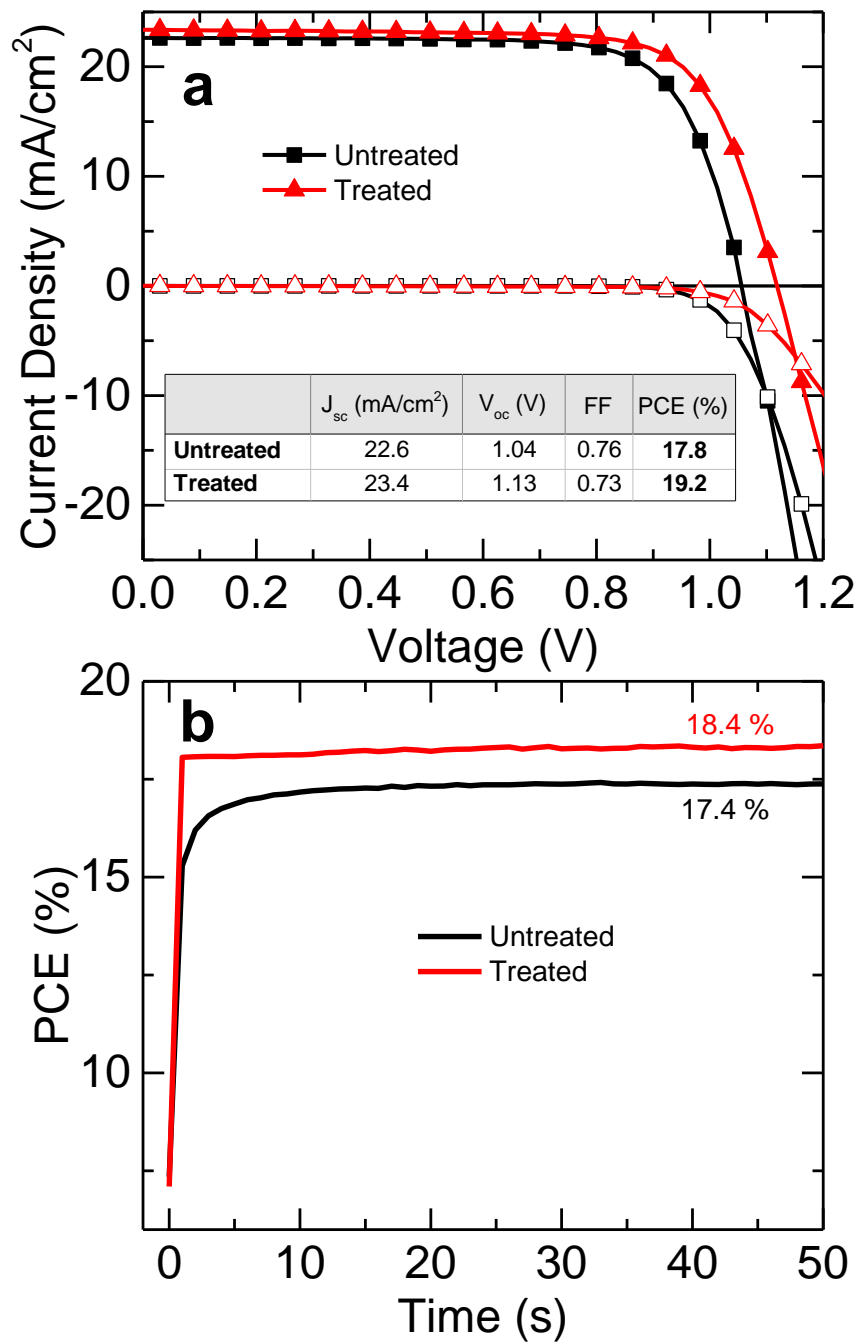 20
10
0
-10
-20
Current Density (mA/cm²)
a
Untreated
Treated
J_sc (mA/cm²) V_oc (V) FF PCE (%)
Untreated 22.6 1.04 0.76 17.8
Treated 23.4 1.13 0.73 19.2
0.0 0.2 0.4 0.6 0.8 1.0 1.2
Voltage (V)
20
15
10
PCE (%)
b
18.4 %
17.4 %
Untreated
Treated
0 10 20 30 40 50
Time (s)